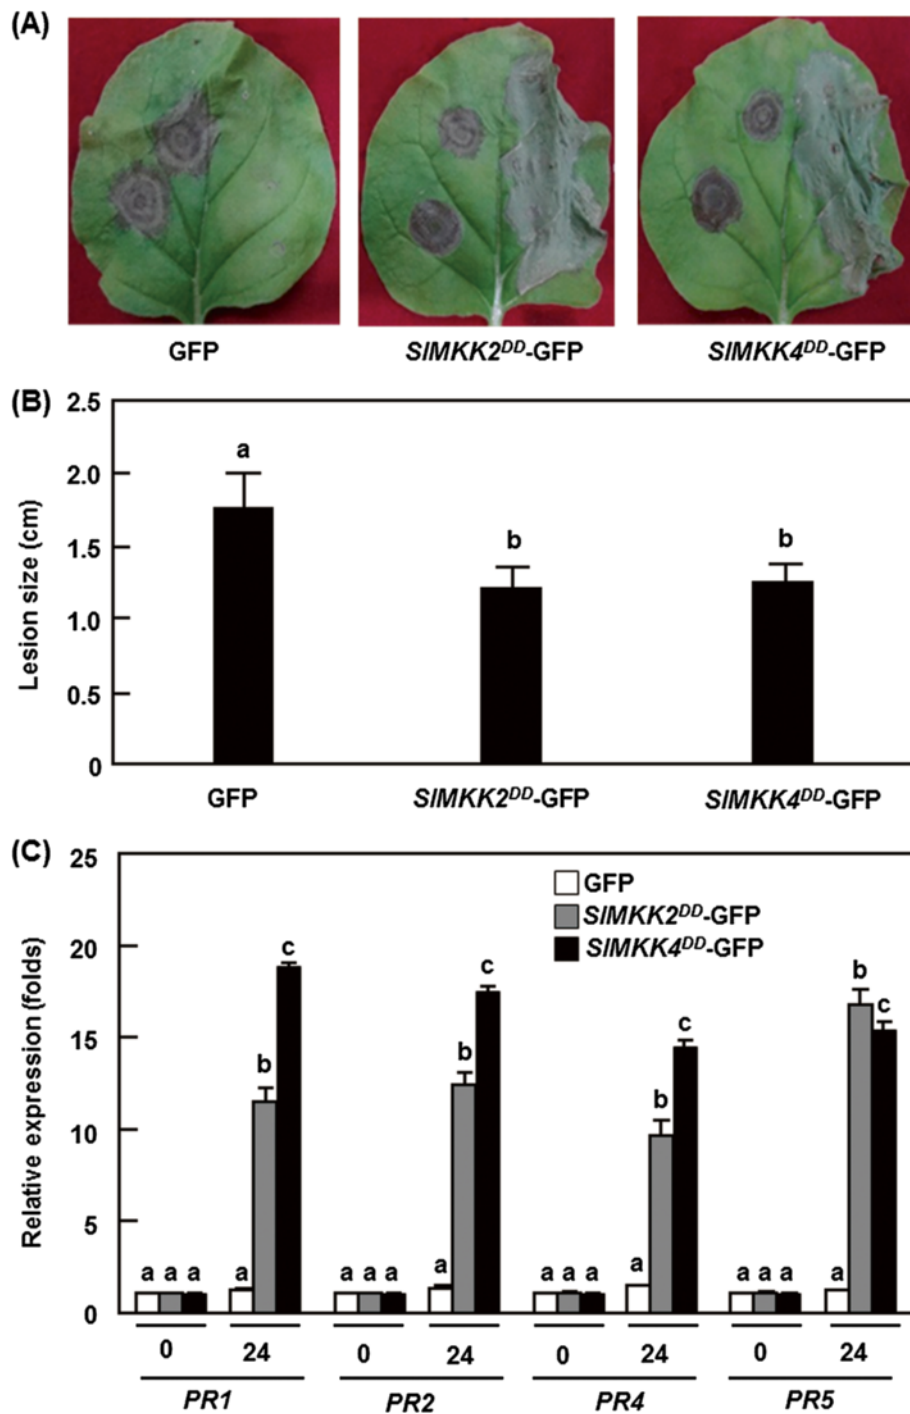 (A)
GFP SlMKK2DD-GFP SlMKK4DD-GFP
(B)
Lesion size (cm)
2.5
2.0
1.5
1.0
0.5
0
a b b
GFP SlMKK2DD-GFP SlMKK4DD-GFP
(C)
Relative expression (folds)
25
20
15
10
5
0
GFP
SlMKK2DD-GFP
SlMKK4DD-GFP
a a a a b c a a a a b c a a a a b c a a a a b c
0 24 0 24 0 24 0 24
PR1 PR2 PR4 PR5